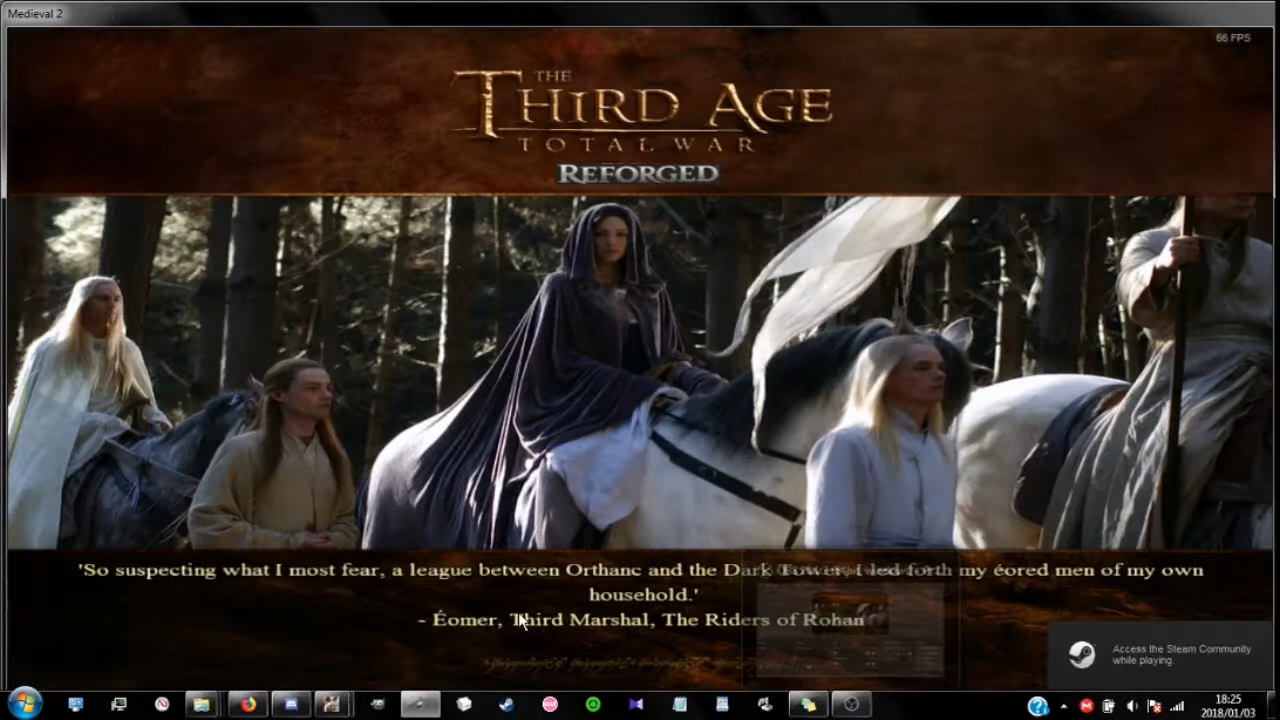 Medieval 2
66 FPS
THE
THIRD AGE
TOTAL WAR
REFORGED
'So suspecting what I most fear, a league between Orthanc and the Dark Tower, I led forth my éored men of my own
household.'
- Éomer, Third Marshal, The Riders of Rohan
Access the Steam Community
while playing.
18:25
2018/01/03